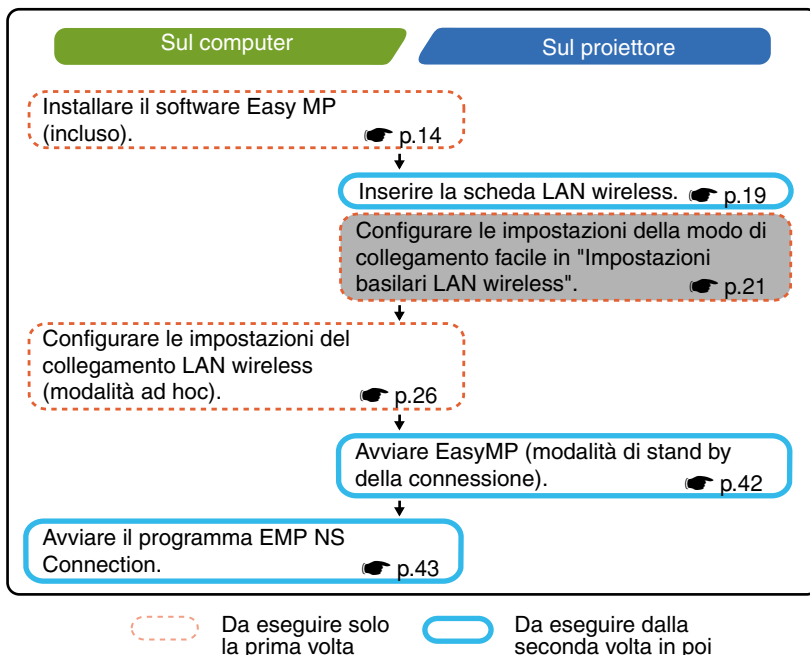 Sul computer
Sul proiettore
Installare il software Easy MP
(incluso). ☛ p.14
Inserire la scheda LAN wireless. ☛ p.19
Configurare le impostazioni della modo di
collegamento facile in "Impostazioni
basilari LAN wireless". ☛ p.21
Configurare le impostazioni del
collegamento LAN wireless
(modalità ad hoc). ☛ p.26
Avviare EasyMP (modalità di stand by
della connessione). ☛ p.42
Avviare il programma EMP NS
Connection. ☛ p.43
Da eseguire solo
la prima volta
Da eseguire dalla
seconda volta in poi